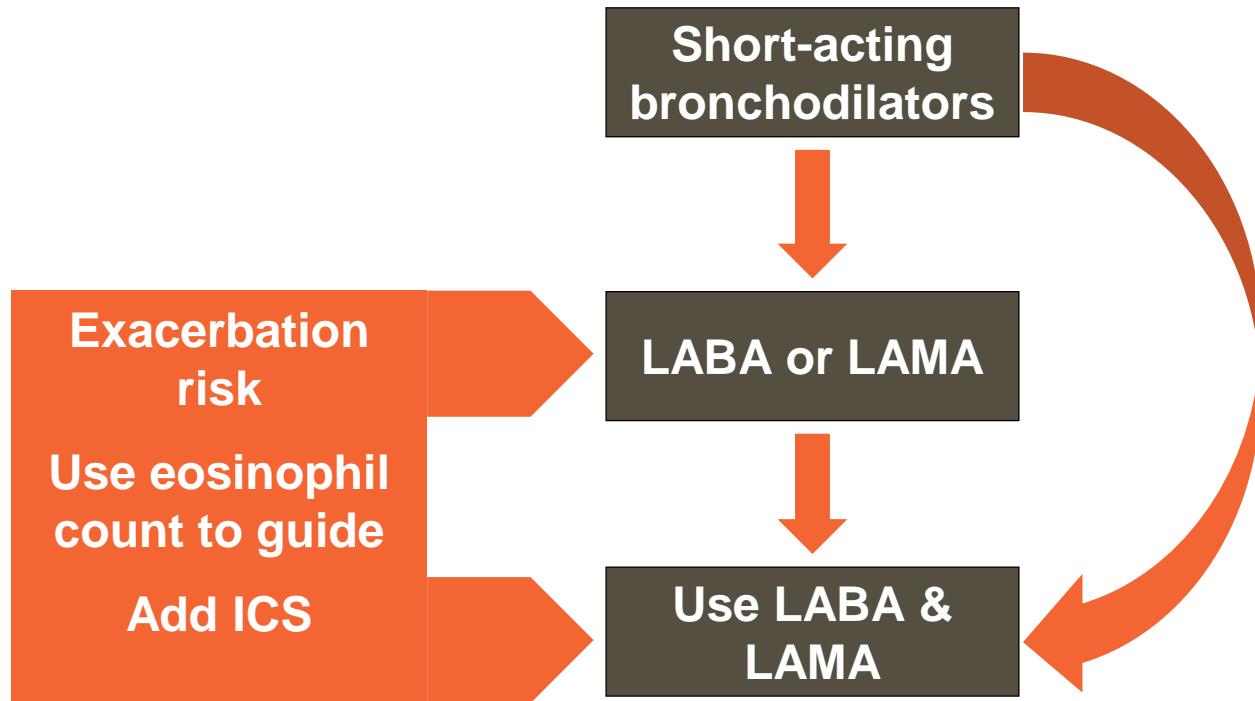 Short-acting
bronchodilators
Exacerbation
risk
Use eosinophil
count to guide
Add ICS
LABA or LAMA
Use LABA &
LAMA